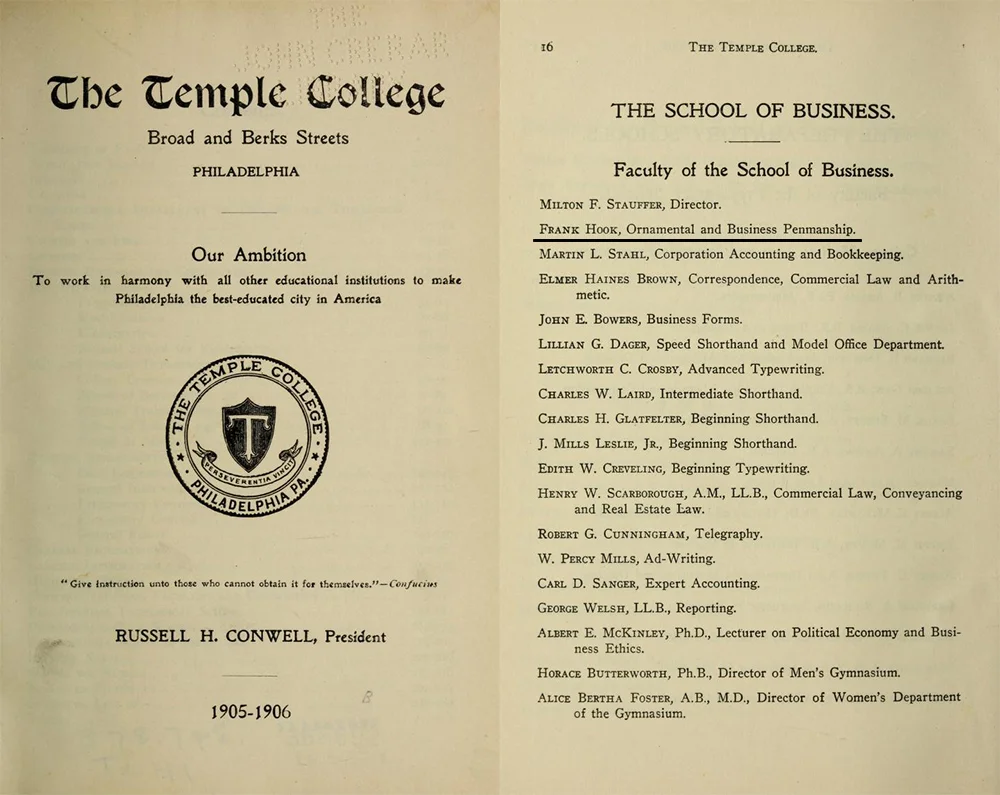 THE
JOHN CRERAR
The Temple College
Broad and Berks Streets
PHILADELPHIA
Our Ambition
To work in harmony with all other educational institutions to make
Philadelphia the best-educated city in America
THE TEMPLE COLLEGE
T
PERSEVERENTIA VINCIT
PHILADELPHIA PA.
"Give instruction unto those who cannot obtain it for themselves."—Confucius
RUSSELL H. CONWELL, President
1905-1906
16 THE TEMPLE COLLEGE.
THE SCHOOL OF BUSINESS.
Faculty of the School of Business.
MILTON F. STAUFFER, Director.
FRANK HOOK, Ornamental and Business Penmanship.
MARTIN L. STAHL, Corporation Accounting and Bookkeeping.
ELMER HAINES BROWN, Correspondence, Commercial Law and Arith-
metic.
JOHN E. BOWERS, Business Forms.
LILLIAN G. DAGER, Speed Shorthand and Model Office Department.
LETCHWORTH C. CROSBY, Advanced Typewriting.
CHARLES W. LAIRD, Intermediate Shorthand.
CHARLES H. GLATFELTER, Beginning Shorthand.
J. MILLS LESLIE, JR., Beginning Shorthand.
EDITH W. CREVELING, Beginning Typewriting.
HENRY W. SCARBOROUGH, A.M., LL.B., Commercial Law, Conveyancing
and Real Estate Law.
ROBERT G. CUNNINGHAM, Telegraphy.
W. PERCY MILLS, Ad-Writing.
CARL D. SANGER, Expert Accounting.
GEORGE WELSH, LL.B., Reporting.
ALBERT E. MCKINLEY, Ph.D., Lecturer on Political Economy and Busi-
ness Ethics.
HORACE BUTTERWORTH, Ph.B., Director of Men's Gymnasium.
ALICE BERTHA FOSTER, A.B., M.D., Director of Women's Department
of the Gymnasium.